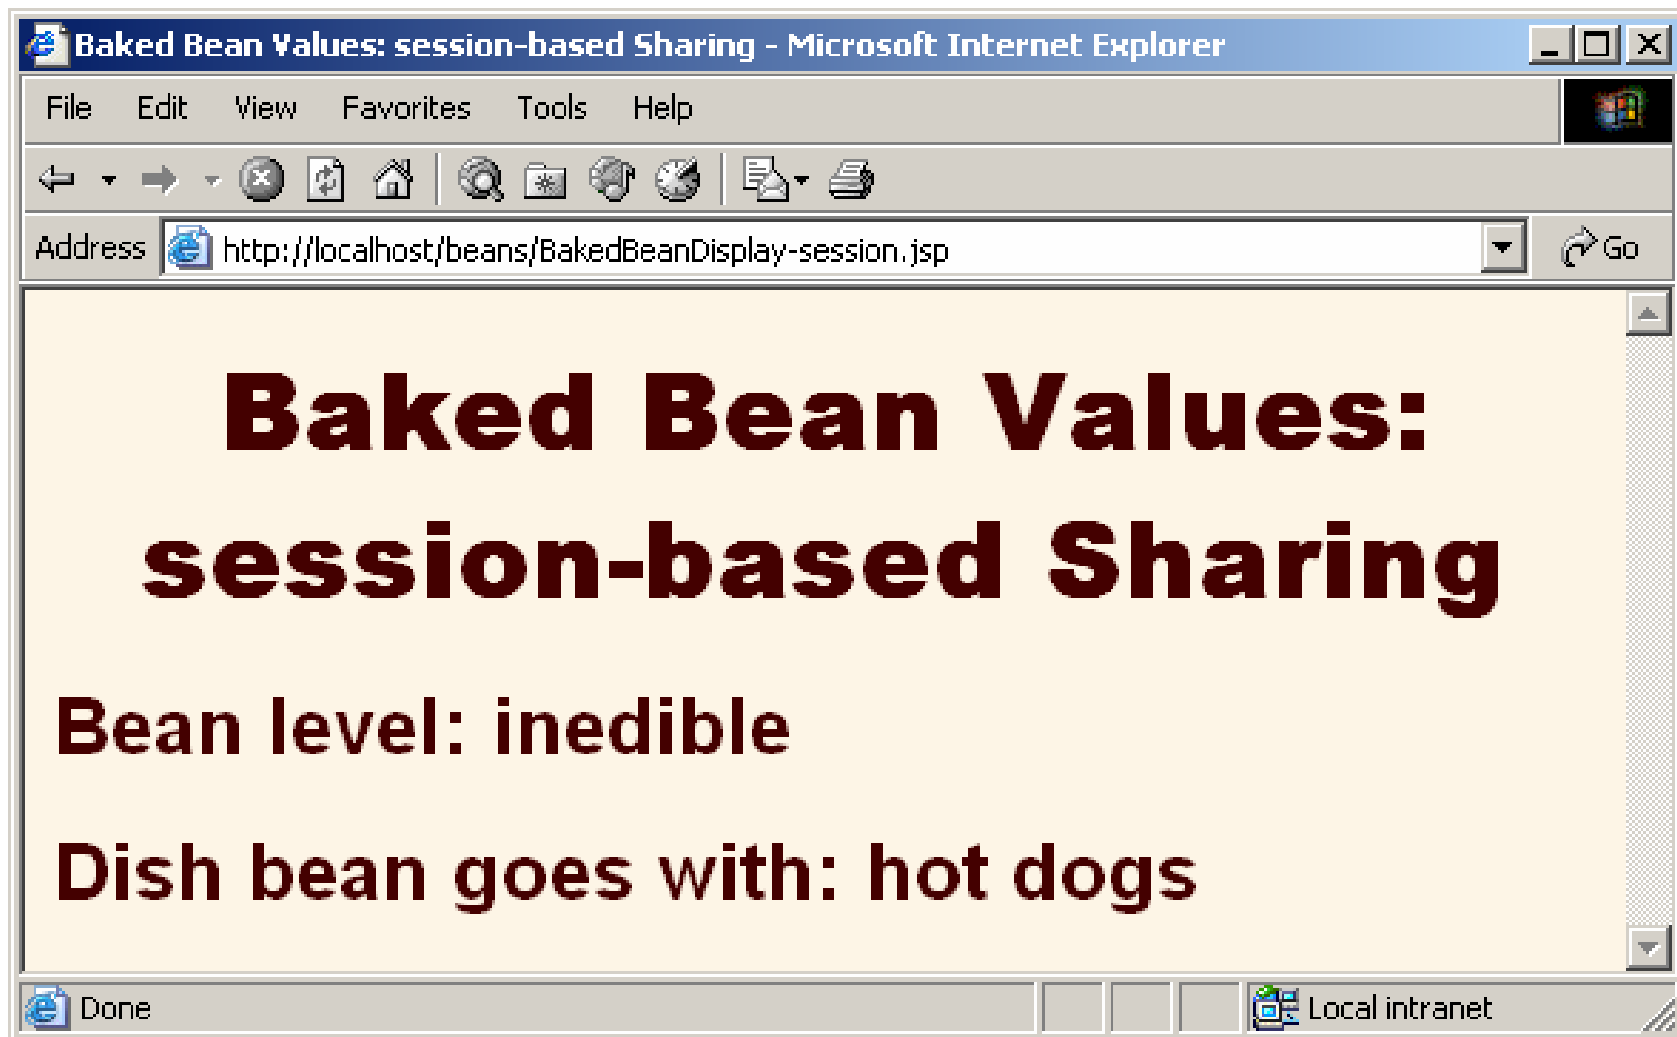 Baked Bean Values: session-based Sharing - Microsoft Internet Explorer
File Edit View Favorites Tools Help
Address http://localhost/beans/BakedBeanDisplay-session.jsp Go
Baked Bean Values:
session-based Sharing
Bean level: inedible
Dish bean goes with: hot dogs
Done Local intranet